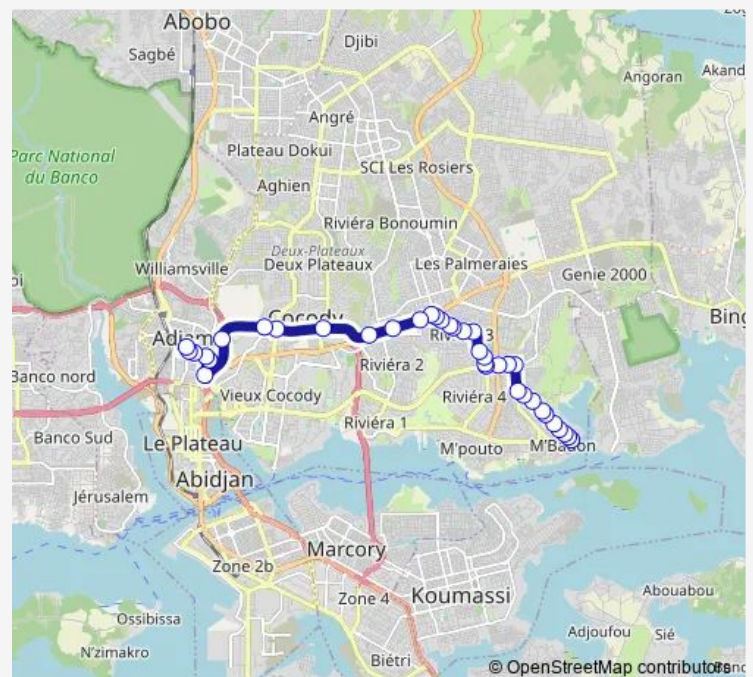 Abobo
Djibi
Sagbé
Angoran
Akand
Angré
Parc National
du Banco
Plateau Dokui
SCI Les Rosiers
Aghien
Riviéra Bonoumin
Deux-Plateaux
Deux Plateaux
Les Palmeraies
Williamsville
Genie 2000
Cocody
Bing
Adjam
Banco nord
Riviéra 2
Vieux Cocody
Riviéra 4
Riviéra 1
Banco Sud
Le Plateau
M'pouto
M'Badon
Abidjan
Jérusalem
Marcory
Zone 2b
Zone 4
Koumassi
Abouabou
Ossibissa
Adjoufou
Sié
N'zimakro
Biétri
© OpenStreetMap contributors